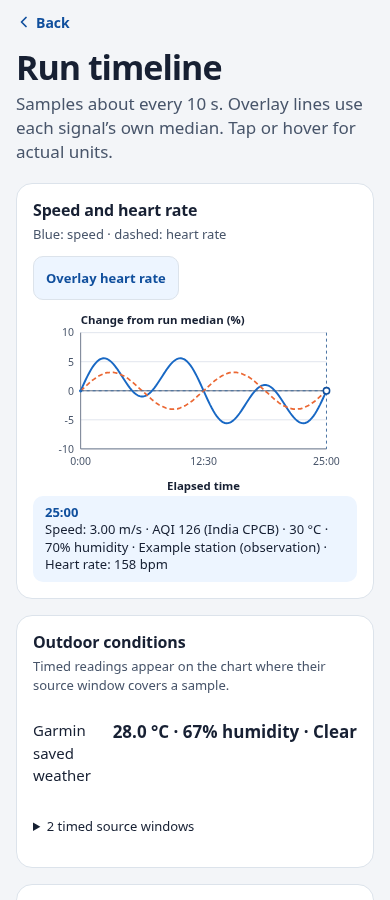 Back
Run timeline
Samples about every 10 s. Overlay lines use
each signal’s own median. Tap or hover for
actual units.
Speed and heart rate
Blue: speed · dashed: heart rate
Overlay heart rate
Change from run median (%)
10
5
0
-5
-10
0:00 12:30 25:00
Elapsed time
25:00
Speed: 3.00 m/s · AQI 126 (India CPCB) · 30 °C ·
70% humidity · Example station (observation) ·
Heart rate: 158 bpm
Outdoor conditions
Timed readings appear on the chart where their
source window covers a sample.
Garmin
saved
weather
28.0 °C · 67% humidity · Clear
2 timed source windows